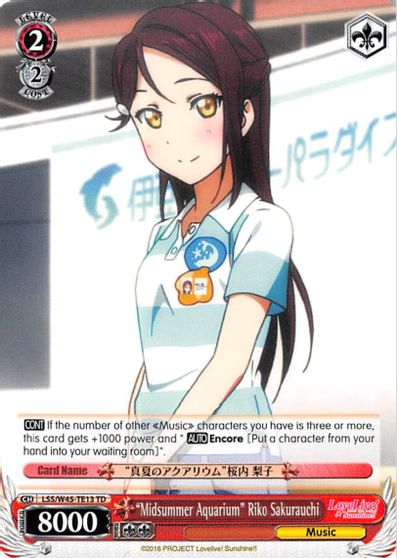 LEVEL
2
2
COST
伊
ーパラダイス
CONT If the number of other 《Music》 characters you have is three or more,
this card gets +1000 power and " AUTO Encore [Put a character from
hand into your waiting room]".
Card Name
"真夏のアクアリウム" 桜内 梨子
CH LSS/W45-TE13 TD
"Midsummer Aquarium" Riko Sakurauchi
LoveLive!
Sunshine!!
POWER
8000
Music
©2016 PROJECT Lovelive! Sunshine!!